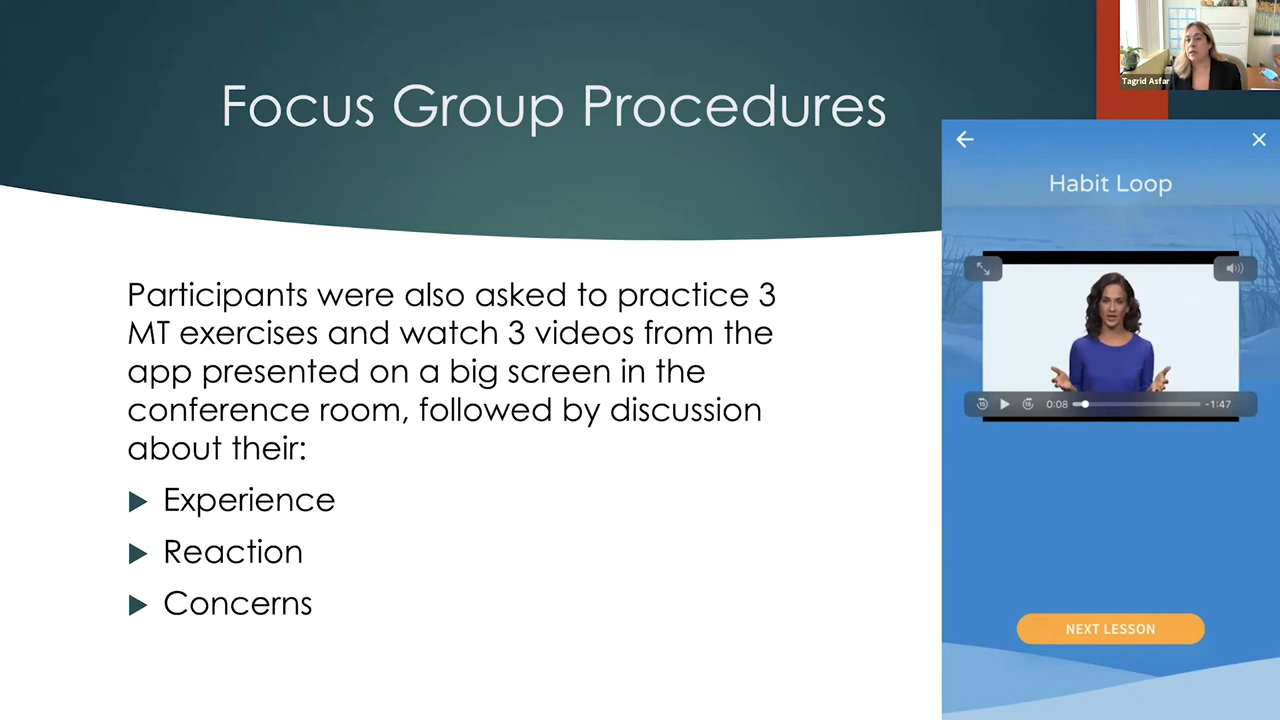 Focus Group Procedures
Tagrid Asfar
Habit Loop
Participants were also asked to practice 3
MT exercises and watch 3 videos from the
app presented on a big screen in the
conference room, followed by discussion
about their:
Experience
Reaction
Concerns
15
15
0:08
-1:47
NEXT LESSON